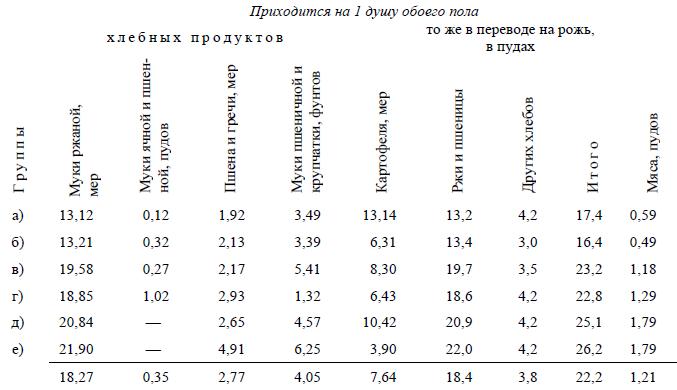 Приходится на 1 душу обоего пола
хлебных продуктов
то же в переводе на рожь,
в пудах
Группы
Муки ржаной,
мер
Муки ячной и пшен-
ной, пудов
Пшена и гречи, мер
Муки пшеничной и
крупчатки, фунтов
Картофеля, мер
Ржи и пшеницы
Других хлебов
Итого
Мяса, пудов
а) 13,12 0,12 1,92 3,49 13,14 13,2 4,2 17,4 0,59
б) 13,21 0,32 2,13 3,39 6,31 13,4 3,0 16,4 0,49
в) 19,58 0,27 2,17 5,41 8,30 19,7 3,5 23,2 1,18
г) 18,85 1,02 2,93 1,32 6,43 18,6 4,2 22,8 1,29
д) 20,84 — 2,65 4,57 10,42 20,9 4,2 25,1 1,79
е) 21,90 — 4,91 6,25 3,90 22,0 4,2 26,2 1,79
18,27 0,35 2,77 4,05 7,64 18,4 3,8 22,2 1,21